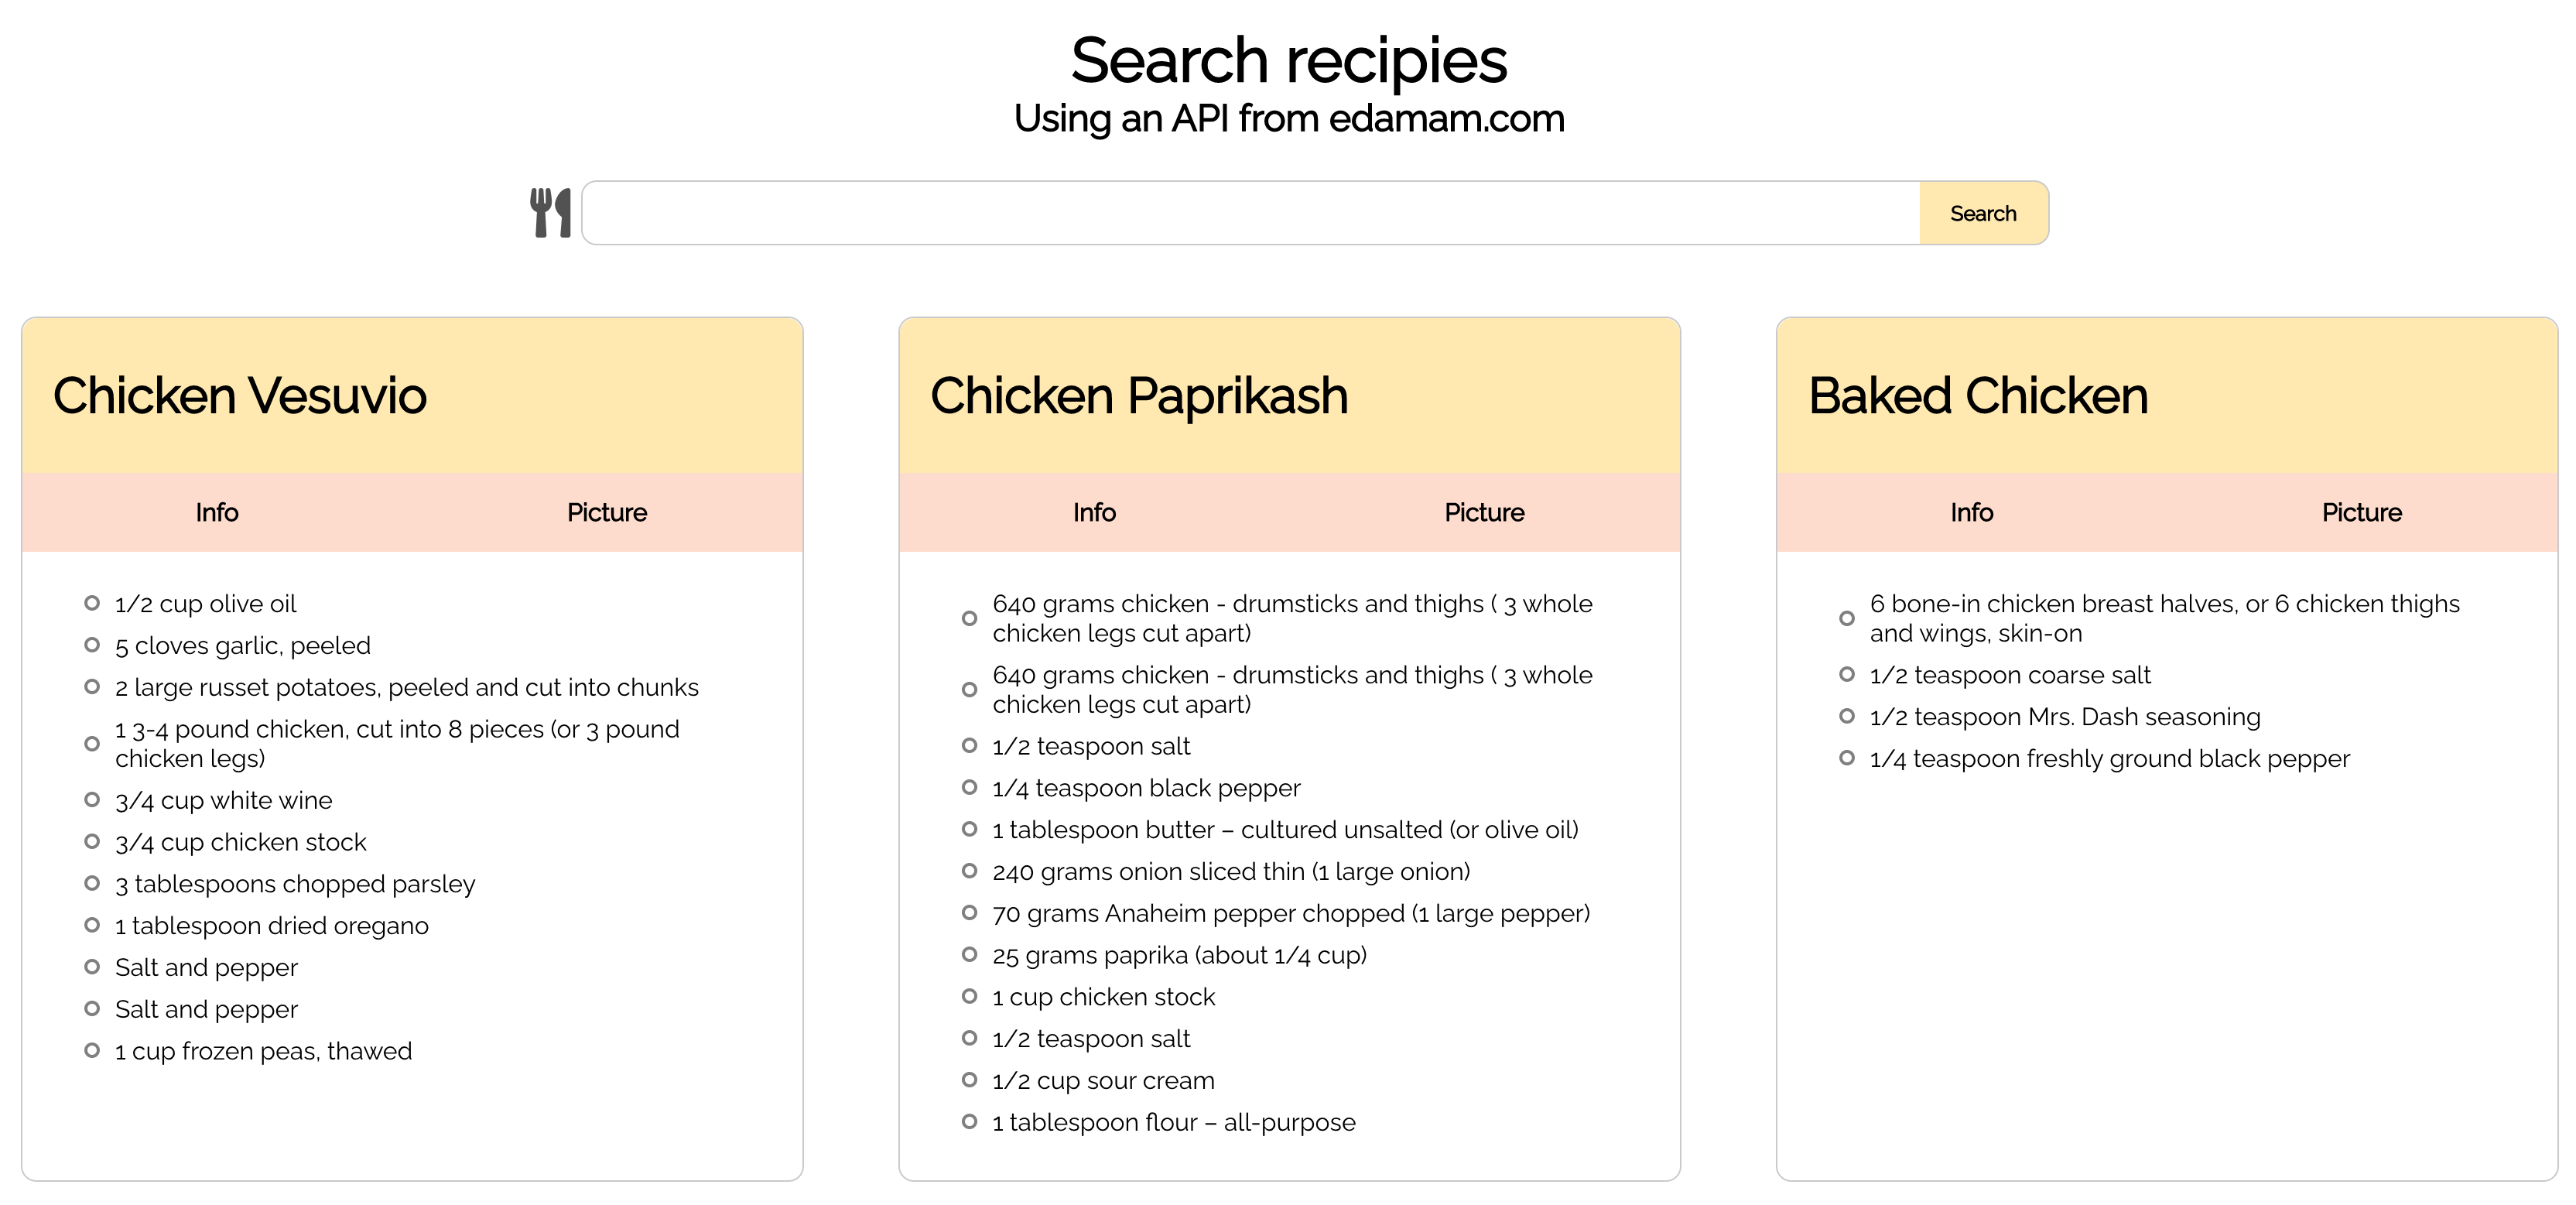 Search recipies
Using an API from edamam.com
Search
Chicken Vesuvio
Info
Picture
1/2 cup olive oil
5 cloves garlic, peeled
2 large russet potatoes, peeled and cut into chunks
1 3-4 pound chicken, cut into 8 pieces (or 3 pound
chicken legs)
3/4 cup white wine
3/4 cup chicken stock
3 tablespoons chopped parsley
1 tablespoon dried oregano
Salt and pepper
Salt and pepper
1 cup frozen peas, thawed
Chicken Paprikash
Info
Picture
640 grams chicken - drumsticks and thighs ( 3 whole
chicken legs cut apart)
640 grams chicken - drumsticks and thighs ( 3 whole
chicken legs cut apart)
1/2 teaspoon salt
1/4 teaspoon black pepper
1 tablespoon butter – cultured unsalted (or olive oil)
240 grams onion sliced thin (1 large onion)
70 grams Anaheim pepper chopped (1 large pepper)
25 grams paprika (about 1/4 cup)
1 cup chicken stock
1/2 teaspoon salt
1/2 cup sour cream
1 tablespoon flour – all-purpose
Baked Chicken
Info
Picture
6 bone-in chicken breast halves, or 6 chicken thighs
and wings, skin-on
1/2 teaspoon coarse salt
1/2 teaspoon Mrs. Dash seasoning
1/4 teaspoon freshly ground black pepper